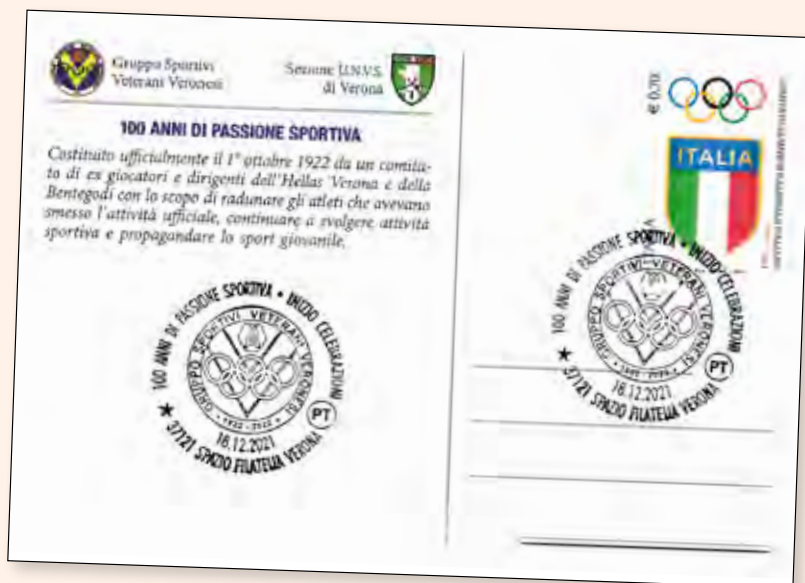 Gruppo Sportivi
Veterani Veronesi
Sezione U.N.V.S.
di Verona
100 ANNI DI PASSIONE SPORTIVA
Costituito ufficialmente il 1° ottobre 1922 da un comita-
to di ex giocatori e dirigenti dell'Hellas Verona e della
Bentegodi con lo scopo di radunare gli atleti che avevano
smesso l'attività ufficiale, continuare a svolgere attività
sportiva e propagandare lo sport giovanile.
100 ANNI DI PASSIONE SPORTIVA • INIZIO CELEBRAZIONI
GRUPPO SPORTIVI VETERANI VERONESI
• 1922 - 2022 •
18.12.2021
PT
★ 37121 SPAZIO FILATELIA VERONA
€ 0,70
ITALIA
100 ANNI DI PASSIONE SPORTIVA • INIZIO CELEBRAZIONI
GRUPPO SPORTIVI VETERANI VERONESI
18.12.2021
PT
★ 37121 SPAZIO FILATELIA VERONA